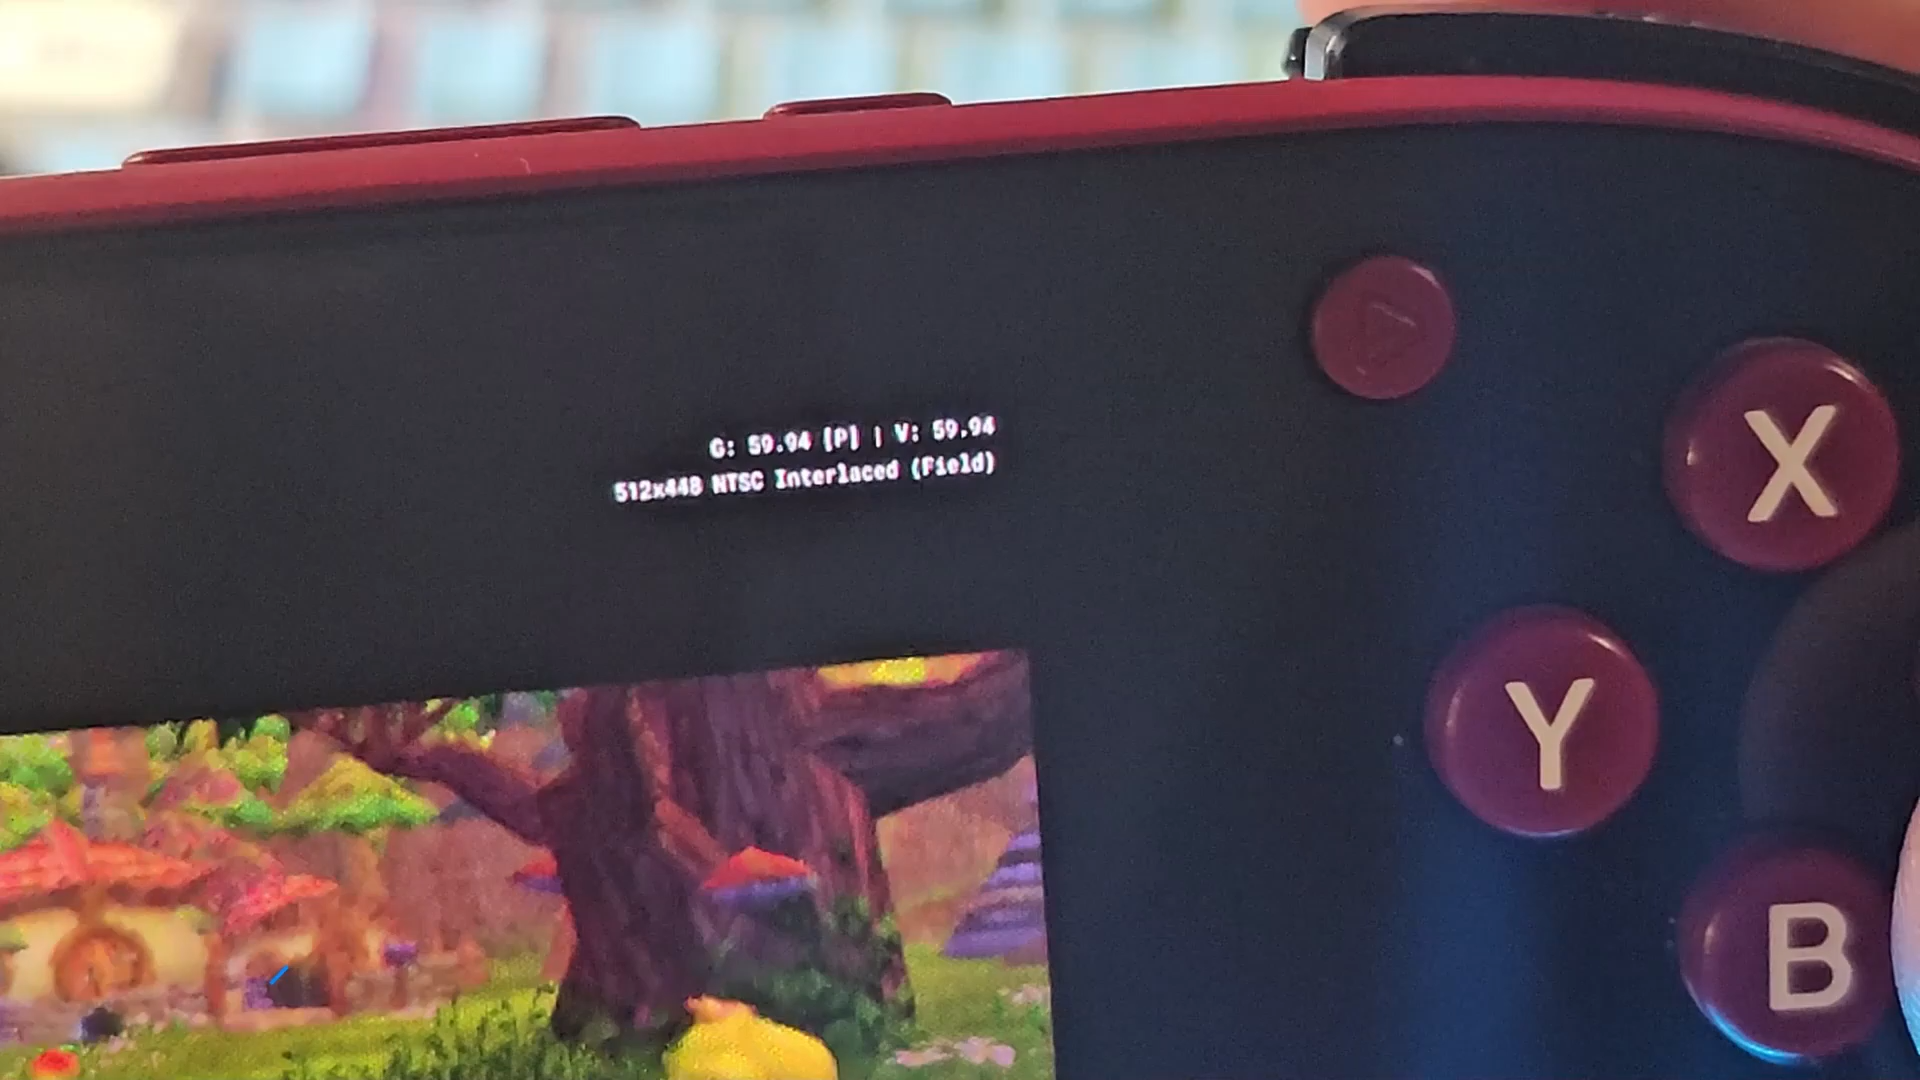 G: 59.94 [P] | V: 59.94
512x448 NTSC Interlaced (Field)
X
Y
B